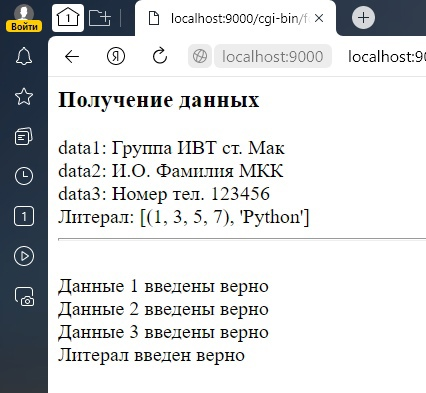 localhost:9000/cgi-bin/f
Войти
localhost:9000 localhost:90
Получение данных
data1: Группа ИВТ ст. Мак
data2: И.О. Фамилия МКК
data3: Номер тел. 123456
Литерал: [(1, 3, 5, 7), 'Python']
1
Данные 1 введены верно
Данные 2 введены верно
Данные 3 введены верно
Литерал введен верно